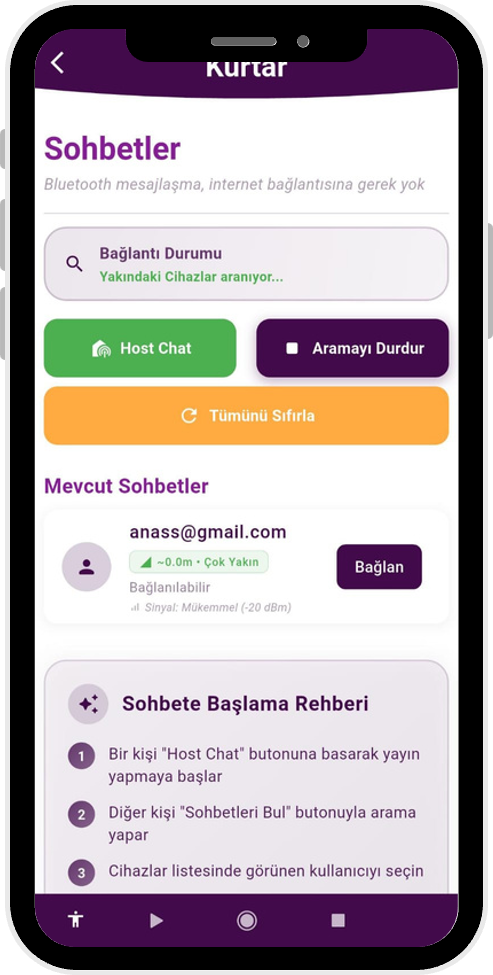 Kurtar
Sohbetler
Bluetooth mesajlaşma, internet bağlantısına gerek yok
Bağlantı Durumu
Yakındaki Cihazlar aranıyor...
Host Chat
Aramayı Durdur
Tümünü Sıfırla
Mevcut Sohbetler
anass@gmail.com
~0.0m • Çok Yakın
Bağlanılabilir
Sinyal: Mükemmel (-20 dBm)
Bağlan
Sohbete Başlama Rehberi
1 Bir kişi "Host Chat" butonuna basarak yayın
yapmaya başlar
2 Diğer kişi "Sohbetleri Bul" butonuyla arama
yapar
3 Cihazlar listesinde görünen kullanıcıyı seçin